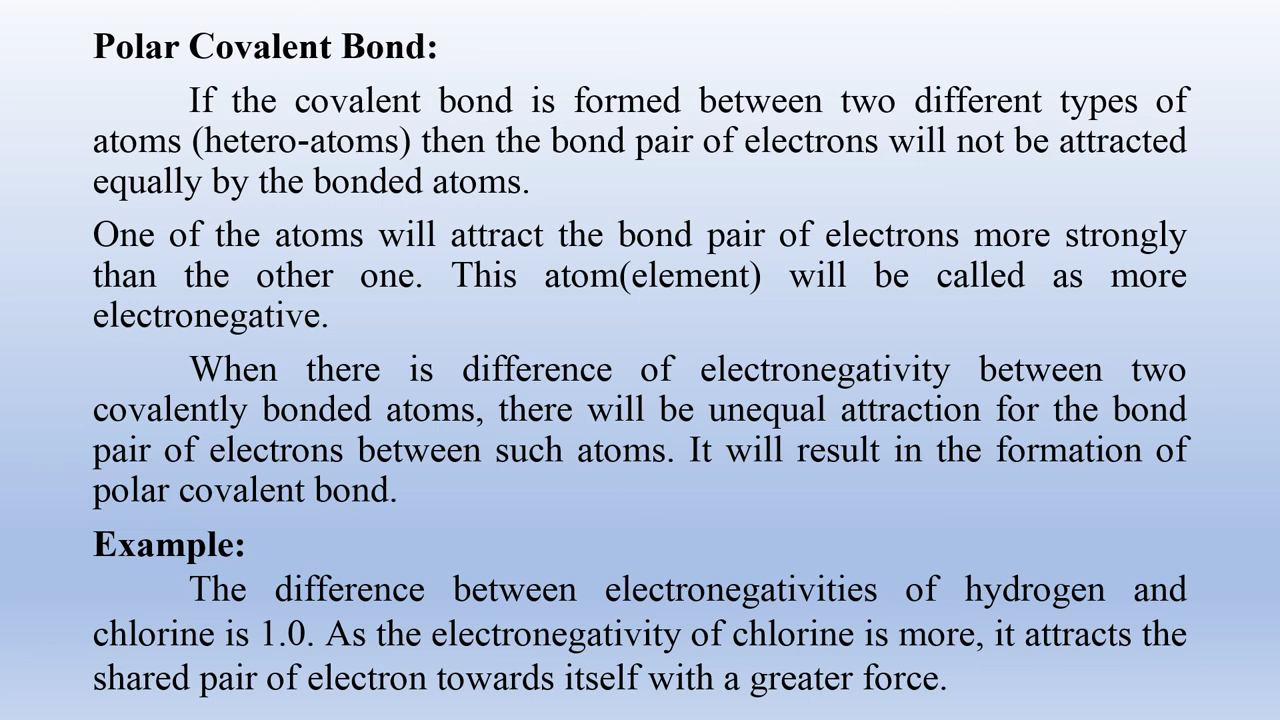 Polar Covalent Bond:
If the covalent bond is formed between two different types of
atoms (hetero-atoms) then the bond pair of electrons will not be attracted
equally by the bonded atoms.
One of the atoms will attract the bond pair of electrons more strongly
than the other one. This atom(element) will be called as more
electronegative.
When there is difference of electronegativity between two
covalently bonded atoms, there will be unequal attraction for the bond
pair of electrons between such atoms. It will result in the formation of
polar covalent bond.
Example:
The difference between electronegativities of hydrogen and
chlorine is 1.0. As the electronegativity of chlorine is more, it attracts the
shared pair of electron towards itself with a greater force.